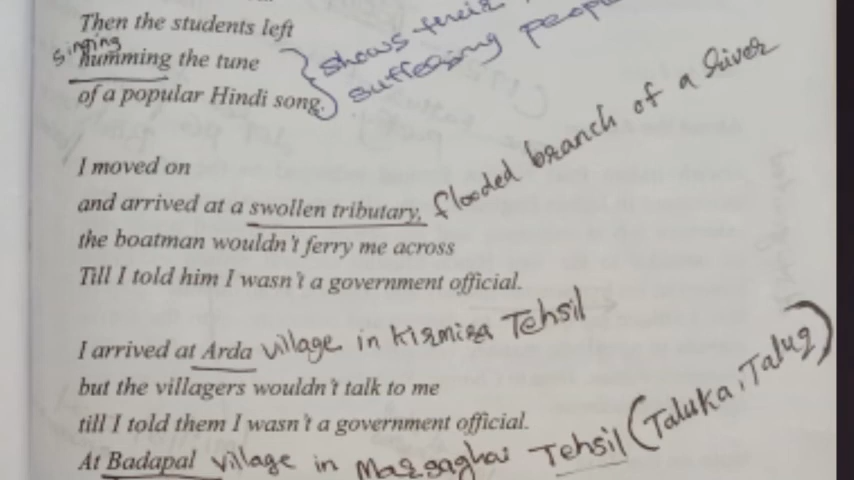 Then the students left
singing
humming the tune
of a popular Hindi song.
shows their
suffering people
I moved on
and arrived at a swollen tributary, flooded branch of a river
the boatman wouldn't ferry me across
Till I told him I wasn't a government official.
I arrived at Arda village in Kirmira Tehsil
but the villagers wouldn't talk to me
till I told them I wasn't a government official.
At Badapal village in Marsaghai Tehsil (Taluka, Taluq)